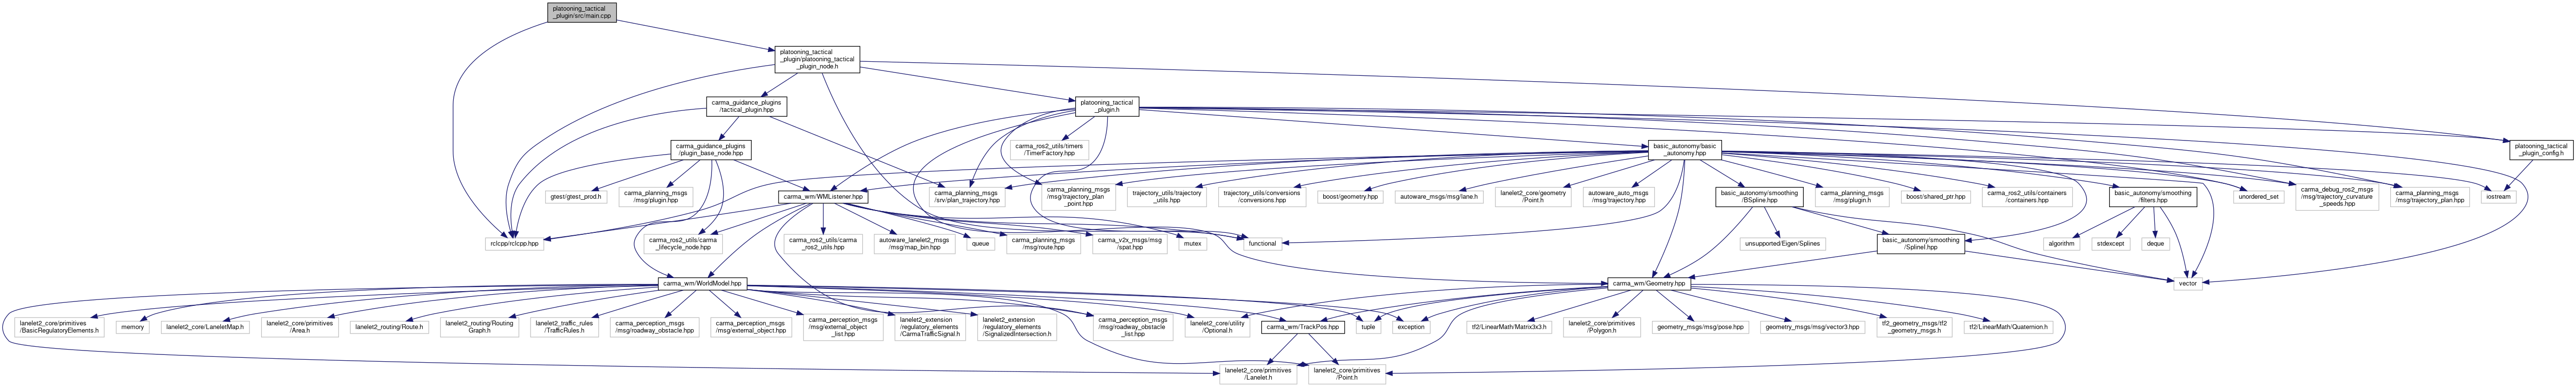 platooning_tactical
_plugin/src/main.cpp
platooning_tactical
_plugin/platooning_tactical
_plugin_node.h
carma_guidance_plugins
/tactical_plugin.hpp
platooning_tactical
_plugin.h
carma_guidance_plugins
/plugin_base_node.hpp
carma_ros2_utils/timers
/TimerFactory.hpp
basic_autonomy/basic
_autonomy.hpp
platooning_tactical
_plugin_config.h
gtest/gtest_prod.h
carma_planning_msgs
/msg/plugin.hpp
carma_wm/WMListener.hpp
carma_planning_msgs
/srv/plan_trajectory.hpp
carma_planning_msgs
/msg/trajectory_plan
_point.hpp
trajectory_utils/trajectory
_utils.hpp
trajectory_utils/conversions
/conversions.hpp
boost/geometry.hpp
autoware_msgs/msg/lane.h
lanelet2_core/geometry
/Point.h
autoware_auto_msgs
/msg/trajectory.hpp
basic_autonomy/smoothing
/BSpline.hpp
carma_planning_msgs
/msg/plugin.h
boost/shared_ptr.hpp
carma_ros2_utils/containers
/containers.hpp
basic_autonomy/smoothing
/filters.hpp
unordered_set
carma_debug_ros2_msgs
/msg/trajectory_curvature
_speeds.hpp
carma_planning_msgs
/msg/trajectory_plan.hpp
iostream
rclcpp/rclcpp.hpp
carma_ros2_utils/carma
_lifecycle_node.hpp
carma_ros2_utils/carma
_ros2_utils.hpp
autoware_lanelet2_msgs
/msg/map_bin.hpp
queue
carma_planning_msgs
/msg/route.hpp
carma_v2x_msgs/msg
/spat.hpp
mutex
functional
unsupported/Eigen/Splines
basic_autonomy/smoothing
/SplineI.hpp
algorithm
stdexcept
deque
carma_wm/WorldModel.hpp
carma_wm/Geometry.hpp
vector
lanelet2_core/primitives
/BasicRegulatoryElements.h
memory
lanelet2_core/LaneletMap.h
lanelet2_core/primitives
/Area.h
lanelet2_routing/Route.h
lanelet2_routing/Routing
Graph.h
lanelet2_traffic_rules
/TrafficRules.h
carma_perception_msgs
/msg/roadway_obstacle.hpp
carma_perception_msgs
/msg/external_object.hpp
carma_perception_msgs
/msg/external_object
_list.hpp
lanelet2_extension
/regulatory_elements
/CarmaTrafficSignal.h
lanelet2_extension
/regulatory_elements
/SignalizedIntersection.h
carma_perception_msgs
/msg/roadway_obstacle
_list.hpp
lanelet2_core/utility
/Optional.h
carma_wm/TrackPos.hpp
tuple
exception
tf2/LinearMath/Matrix3x3.h
lanelet2_core/primitives
/Polygon.h
geometry_msgs/msg/pose.hpp
geometry_msgs/msg/vector3.hpp
tf2_geometry_msgs/tf2
_geometry_msgs.h
tf2/LinearMath/Quaternion.h
lanelet2_core/primitives
/Lanelet.h
lanelet2_core/primitives
/Point.h